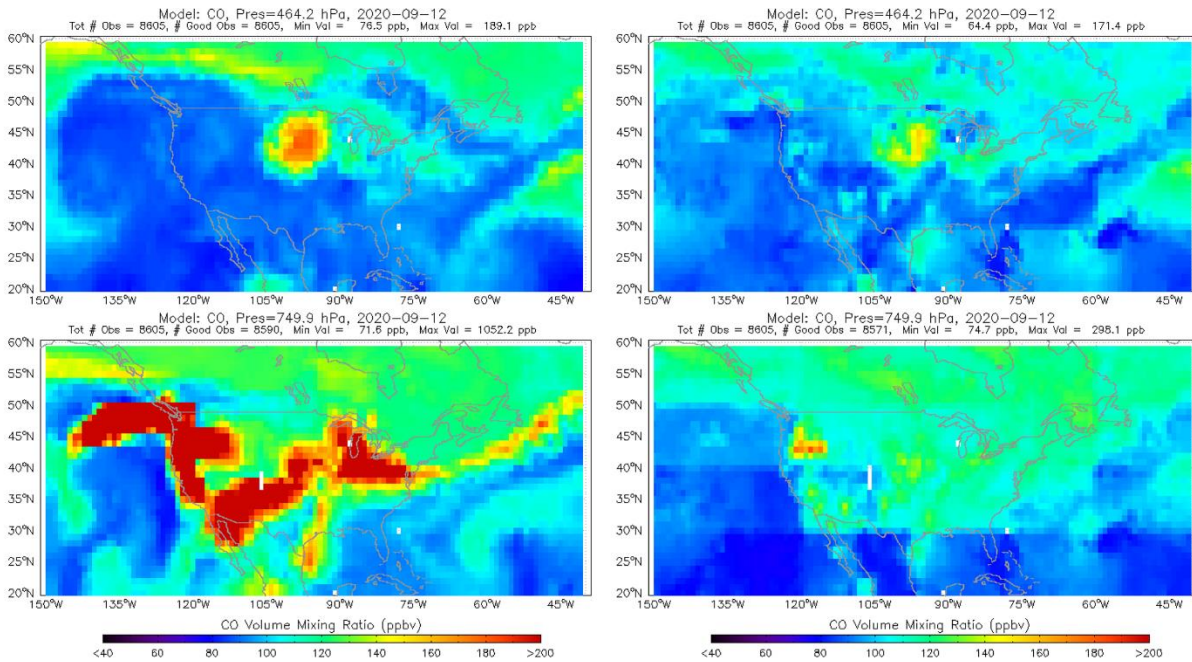 Model: CO, Pres=464.2 hPa, 2020-09-12
Tot # Obs = 8605, # Good Obs = 8605, Min Val = 76.5 ppb, Max Val = 189.1 ppb
60°N
55°N
50°N
45°N
40°N
35°N
30°N
25°N
20°N
150°W 135°W 120°W 105°W 90°W 75°W 60°W 45°W
Model: CO, Pres=464.2 hPa, 2020-09-12
Tot # Obs = 8605, # Good Obs = 8605, Min Val = 64.4 ppb, Max Val = 171.4 ppb
60°N
55°N
50°N
45°N
40°N
35°N
30°N
25°N
20°N
150°W 135°W 120°W 105°W 90°W 75°W 60°W 45°W
Model: CO, Pres=749.9 hPa, 2020-09-12
Tot # Obs = 8605, # Good Obs = 8590, Min Val = 71.6 ppb, Max Val = 1052.2 ppb
60°N
55°N
50°N
45°N
40°N
35°N
30°N
25°N
20°N
150°W 135°W 120°W 105°W 90°W 75°W 60°W 45°W
Model: CO, Pres=749.9 hPa, 2020-09-12
Tot # Obs = 8605, # Good Obs = 8571, Min Val = 74.7 ppb, Max Val = 298.1 ppb
60°N
55°N
50°N
45°N
40°N
35°N
30°N
25°N
20°N
150°W 135°W 120°W 105°W 90°W 75°W 60°W 45°W
CO Volume Mixing Ratio (ppbv)
<40 60 80 100 120 140 160 180 >200
CO Volume Mixing Ratio (ppbv)
<40 60 80 100 120 140 160 180 >200